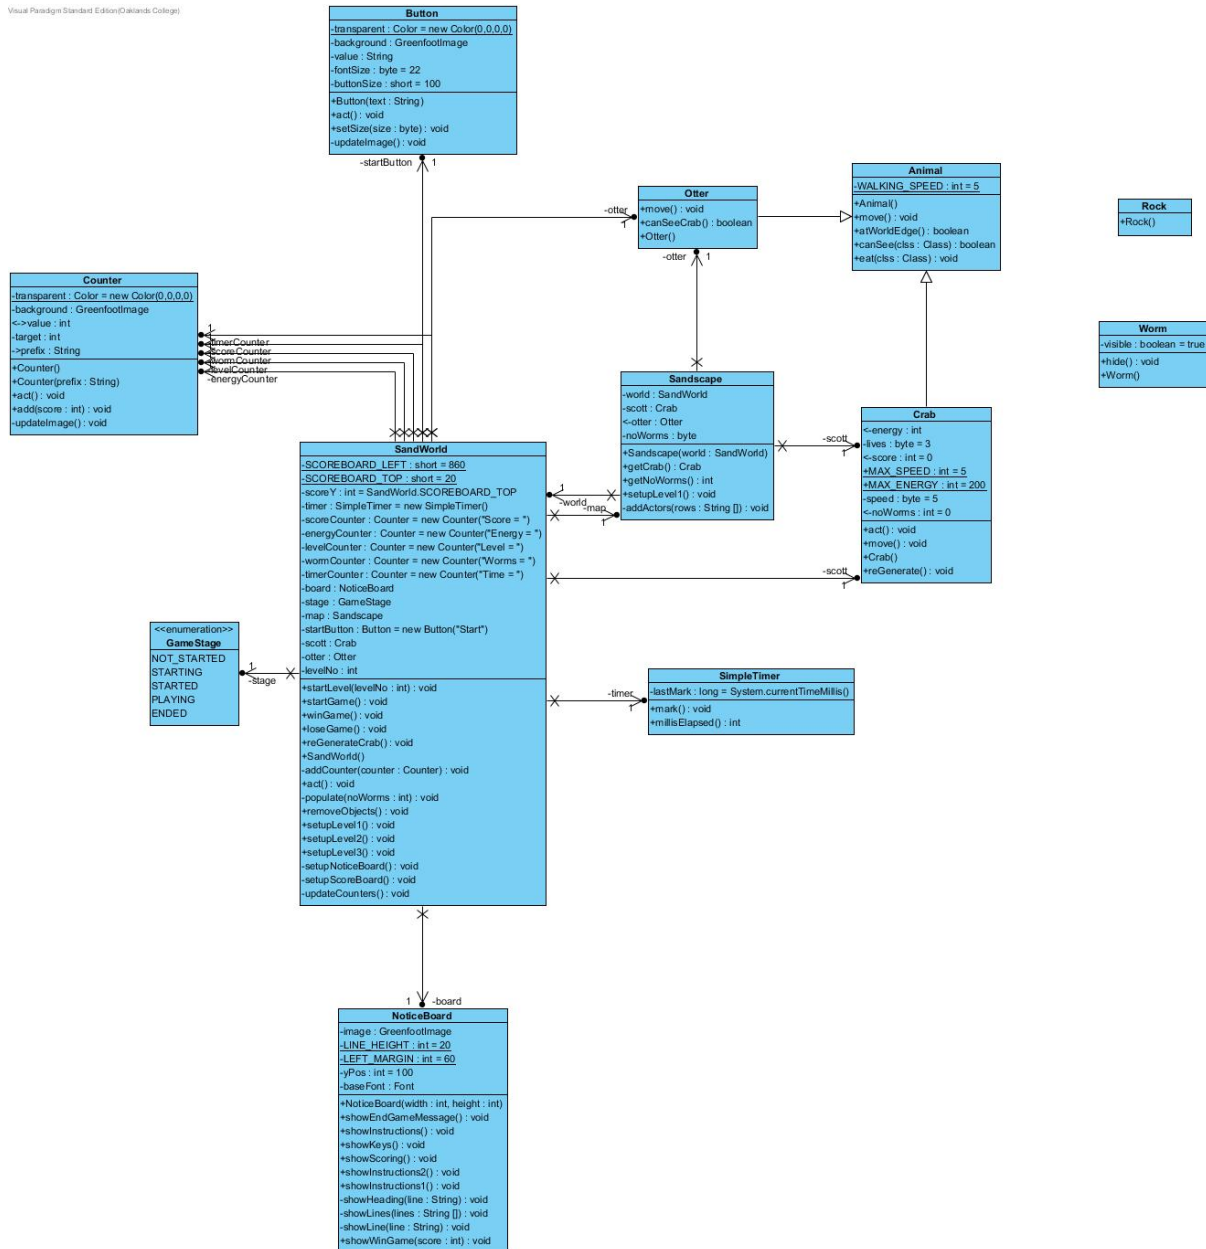 Visual Paradigm Standard Edition(Oaklands College)
Button
-transparent : Color = new Color(0,0,0,0)
-background : GreenfootImage
-value : String
-fontSize : byte = 22
-buttonSize : short = 100
+Button(text : String)
+act() : void
+setSize(size : byte) : void
-updateImage() : void
-startButton
1
Otter
+move() : void
+canSeeCrab() : boolean
+Otter()
-otter
1
-otter
1
Animal
-WALKING_SPEED : int = 5
+Animal()
+move() : void
+atWorldEdge() : boolean
+canSee(clss : Class) : boolean
+eat(clss : Class) : void
Rock
+Rock()
Worm
-visible : boolean = true
+hide() : void
+Worm()
Counter
-transparent : Color = new Color(0,0,0,0)
-background : GreenfootImage
<->value : int
-target : int
->prefix : String
+Counter()
+Counter(prefix : String)
+act() : void
+add(score : int) : void
-updateImage() : void
1
-timerCounter
-scoreCounter
-wormCounter
-levelCounter
-energyCounter
Sandscape
-world : SandWorld
-scott : Crab
<-otter : Otter
-noWorms : byte
+Sandscape(world : SandWorld)
+getCrab() : Crab
+getNoWorms() : int
+setupLevel1() : void
-addActors(rows : String []) : void
-scott
1
1
-world
-map
1
Crab
<-energy : int
-lives : byte = 3
<-score : int = 0
+MAX_SPEED : int = 5
+MAX_ENERGY : int = 200
-speed : byte = 5
<-noWorms : int = 0
+act() : void
+move() : void
+Crab()
+reGenerate() : void
-scott
1
SandWorld
-SCOREBOARD_LEFT : short = 860
-SCOREBOARD_TOP : short = 20
-scoreY : int = SandWorld.SCOREBOARD_TOP
-timer : SimpleTimer = new SimpleTimer()
-scoreCounter : Counter = new Counter("Score = ")
-energyCounter : Counter = new Counter("Energy = ")
-levelCounter : Counter = new Counter("Level = ")
-wormCounter : Counter = new Counter("Worms = ")
-timerCounter : Counter = new Counter("Time = ")
-board : NoticeBoard
-stage : GameStage
-map : Sandscape
-startButton : Button = new Button("Start")
-scott : Crab
-otter : Otter
-levelNo : int
+startLevel(levelNo : int) : void
+startGame() : void
+winGame() : void
+loseGame() : void
+reGenerateCrab() : void
+SandWorld()
-addCounter(counter : Counter) : void
+act() : void
-populate(noWorms : int) : void
+removeObjects() : void
+setupLevel1() : void
+setupLevel2() : void
+setupLevel3() : void
-setupNoticeBoard() : void
-setupScoreBoard() : void
-updateCounters() : void
<<enumeration>>
GameStage
NOT_STARTED
STARTING
STARTED
PLAYING
ENDED
1
-stage
-timer
1
SimpleTimer
-lastMark : long = System.currentTimeMillis()
+mark() : void
+millisElapsed() : int
1
-board
NoticeBoard
-image : GreenfootImage
-LINE_HEIGHT : int = 20
-LEFT_MARGIN : int = 60
-yPos : int = 100
-baseFont : Font
+NoticeBoard(width : int, height : int)
+showEndGameMessage() : void
+showInstructions() : void
+showKeys() : void
+showScoring() : void
+showInstructions2() : void
+showInstructions1() : void
-showHeading(line : String) : void
-showLines(lines : String []) : void
-showLine(line : String) : void
+showWinGame(score : int) : void